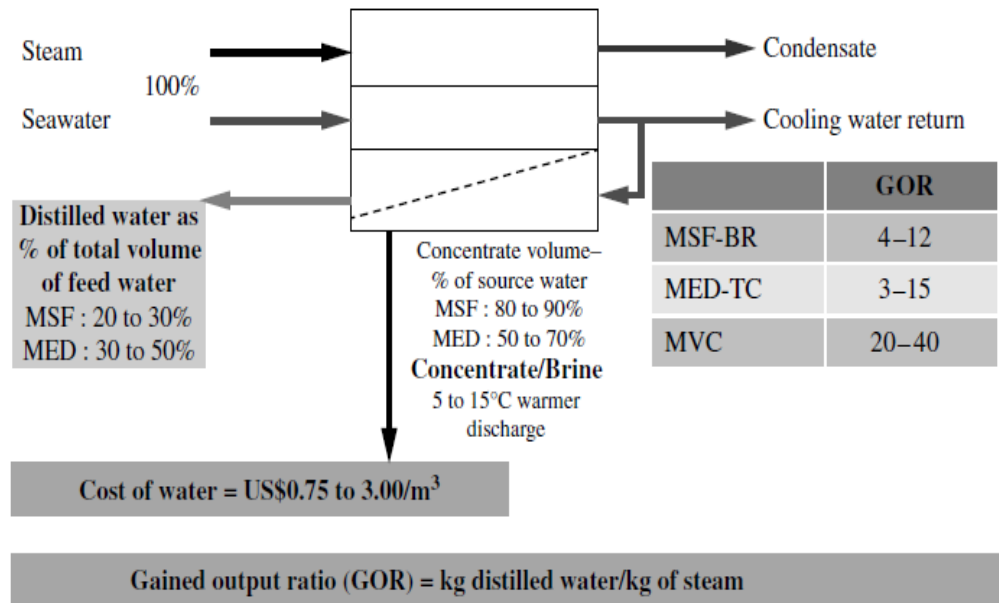 Steam
Condensate
100%
Seawater
Cooling water return
Distilled water as
% of total volume
of feed water
MSF : 20 to 30%
MED : 30 to 50%
Concentrate volume–
% of source water
MSF : 80 to 90%
MED : 50 to 70%
Concentrate/Brine
5 to 15°C warmer
discharge
GOR
MSF-BR 4–12
MED-TC 3–15
MVC 20–40
Cost of water = US$0.75 to 3.00/m³
Gained output ratio (GOR) = kg distilled water/kg of steam